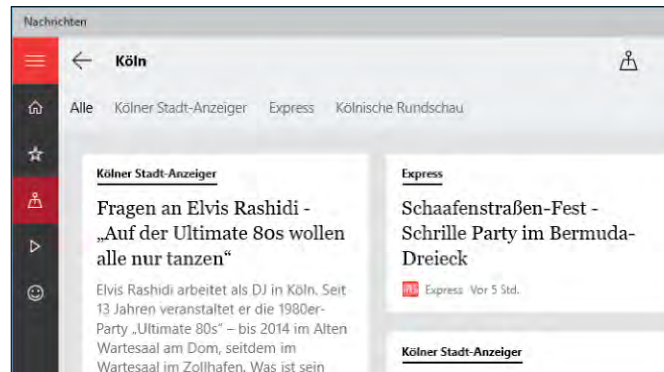 Nachrichten
Köln
Alle Kölner Stadt-Anzeiger Express Kölnische Rundschau
Kölner Stadt-Anzeiger
Fragen an Elvis Rashidi -
„Auf der Ultimate 80s wollen
alle nur tanzen“
Elvis Rashidi arbeitet als DJ in Köln. Seit
13 Jahren veranstaltet er die 1980er-
Party „Ultimate 80s“ – bis 2014 im Alten
Wartesaal am Dom, seitdem im
Wartesaal im Zollhafen. Was ist sein
Express
Schaafenstraßen-Fest -
Schrille Party im Bermuda-
Dreieck
Express Vor 5 Std.
Kölner Stadt-Anzeiger